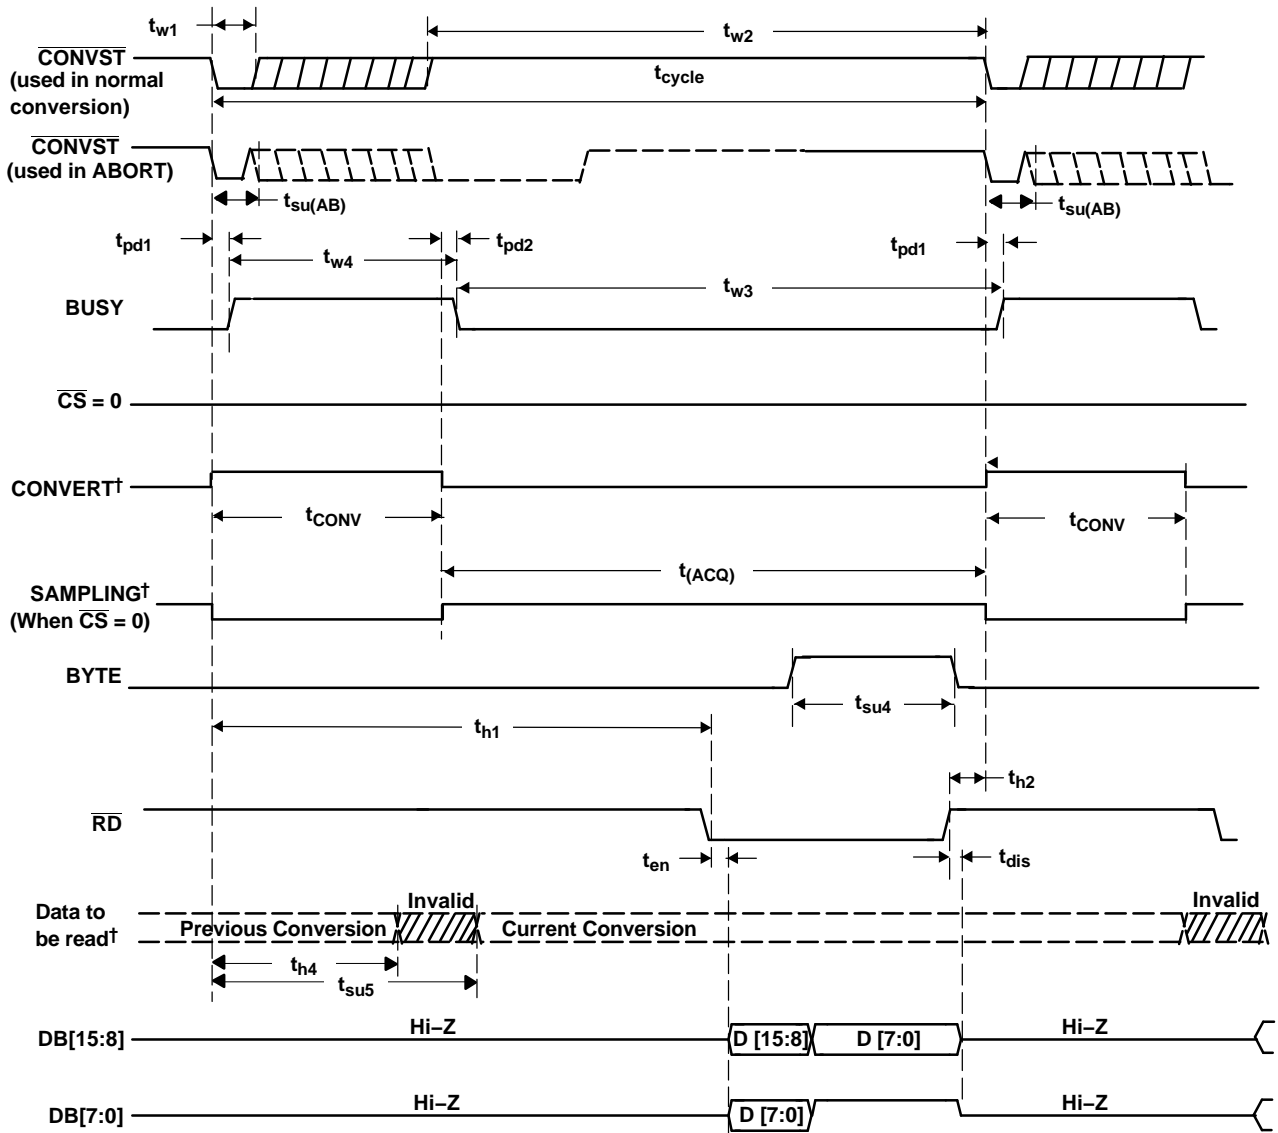 tw1
tw2
CONVST
(used in normal
conversion)
tcycle
CONVST
(used in ABORT)
tsu(AB)
tsu(AB)
tpd1
tpd2
tpd1
tw4
tw3
BUSY
CS = 0
CONVERT†
tCONV
tCONV
t(ACQ)
SAMPLING†
(When CS = 0)
BYTE
tsu4
th1
th2
RD
ten
tdis
Invalid
Invalid
Data to
be read†
Previous Conversion
Current Conversion
th4
tsu5
Hi–Z
Hi–Z
DB[15:8]
D [15:8]
D [7:0]
Hi–Z
Hi–Z
DB[7:0]
D [7:0]